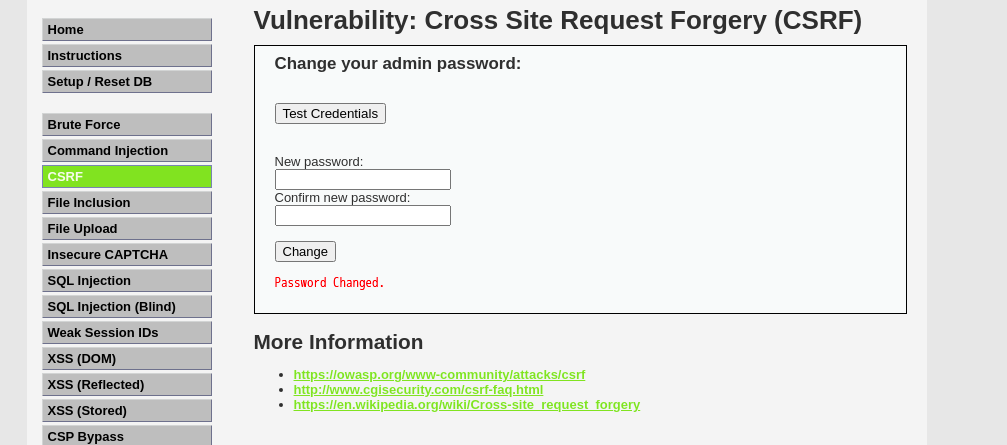 Vulnerability: Cross Site Request Forgery (CSRF)
Home
Instructions
Setup / Reset DB
Brute Force
Command Injection
CSRF
File Inclusion
File Upload
Insecure CAPTCHA
SQL Injection
SQL Injection (Blind)
Weak Session IDs
XSS (DOM)
XSS (Reflected)
XSS (Stored)
CSP Bypass
Change your admin password:
Test Credentials
New password:
Confirm new password:
Change
Password Changed.
More Information
https://owasp.org/www-community/attacks/csrf
http://www.cgisecurity.com/csrf-faq.html
https://en.wikipedia.org/wiki/Cross-site_request_forgery